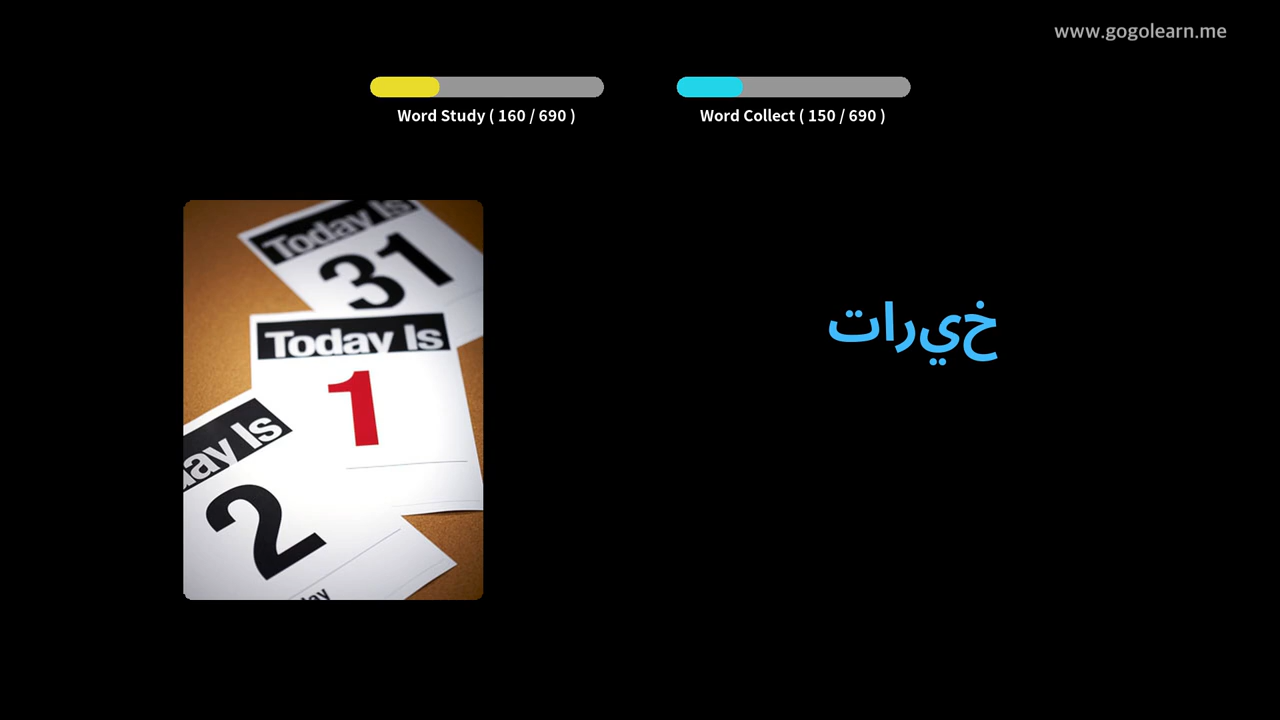 www.gogolearn.me
Word Study ( 160 / 690 )
Word Collect ( 150 / 690 )
Today Is
31
Today Is
1
ay Is
2
خيرات